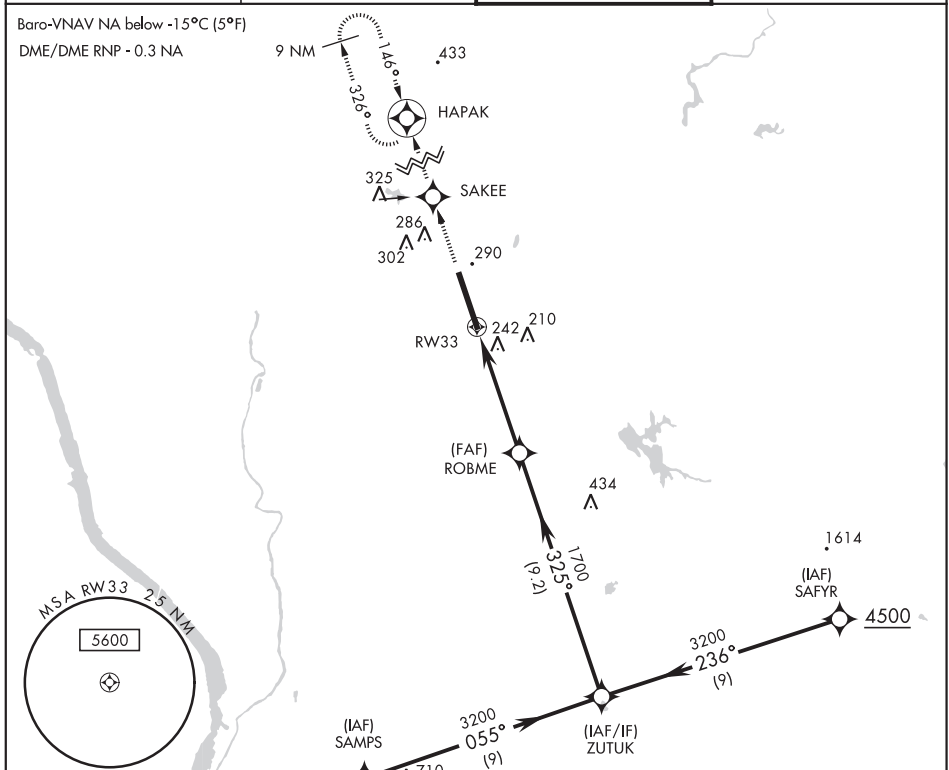 Baro-VNAV NA below -15°C (5°F)
DME/DME RNP - 0.3 NA
9 NM
146°
326°
433
HAPAK
325
SAKEE
286
302
290
RW33
242
210
(FAF)
ROBME
434
1700
325°
(9.2)
1614
(IAF)
SAFYR
4500
3200
236°
(9)
MSA RW33 25 NM
5600
(IAF)
SAMPS
3200
055°
(9)
(IAF/IF)
ZUTUK
710